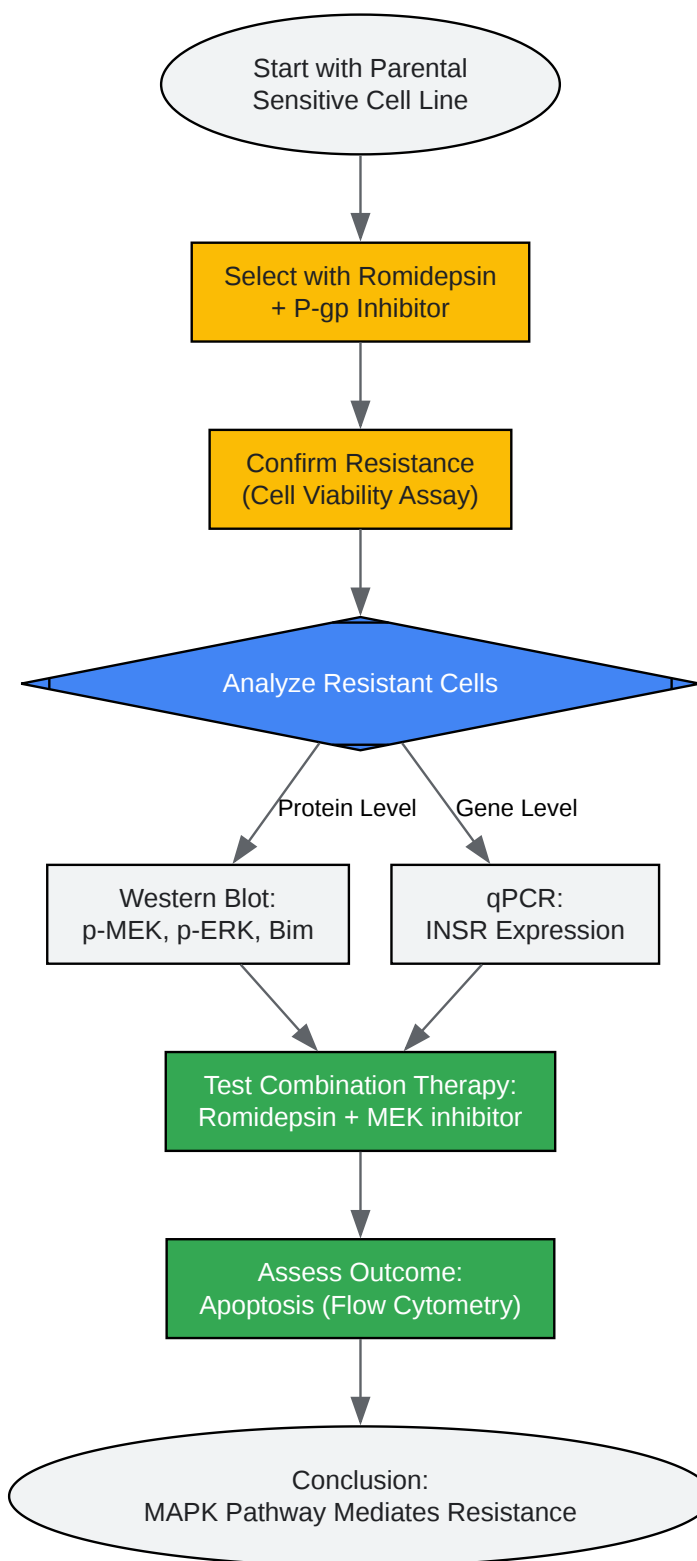 Start with Parental
Sensitive Cell Line
Select with Romidepsin
+ P-gp Inhibitor
Confirm Resistance
(Cell Viability Assay)
Analyze Resistant Cells
Protein Level
Gene Level
Western Blot:
p-MEK, p-ERK, Bim
qPCR:
INSR Expression
Test Combination Therapy:
Romidepsin + MEK inhibitor
Assess Outcome:
Apoptosis (Flow Cytometry)
Conclusion:
MAPK Pathway Mediates Resistance